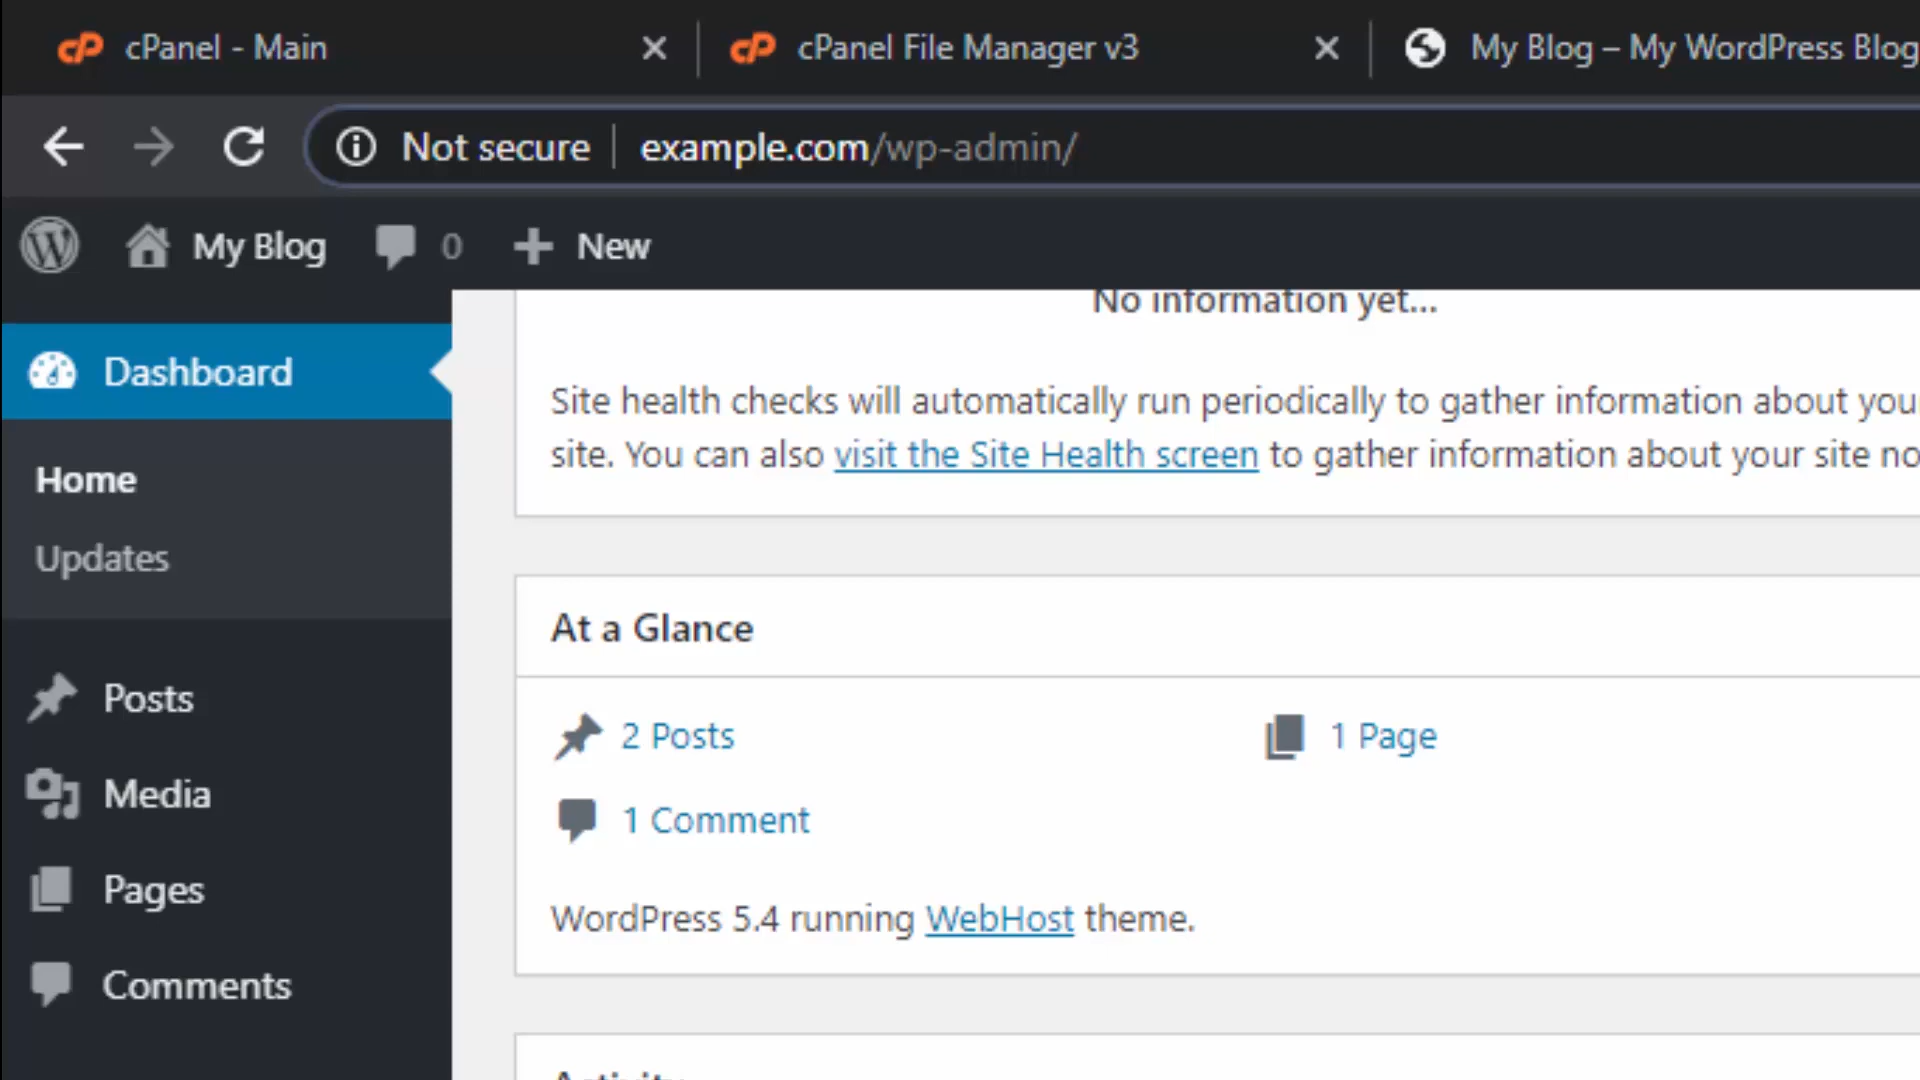 cPanel - Main
cPanel File Manager v3
My Blog – My WordPress Blog
Not secure
example.com/wp-admin/
My Blog
0
New
Dashboard
Home
Updates
Posts
Media
Pages
Comments
No information yet...
Site health checks will automatically run periodically to gather information about your
site. You can also visit the Site Health screen to gather information about your site no
At a Glance
2 Posts
1 Page
1 Comment
WordPress 5.4 running WebHost theme.
Activity